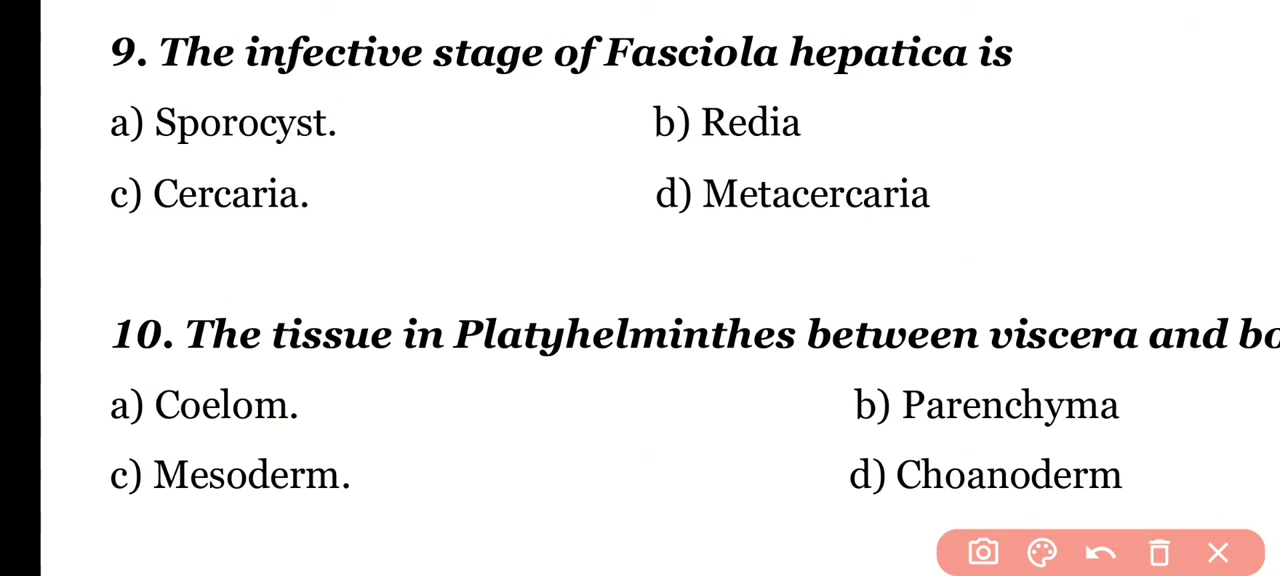 9. The infective stage of Fasciola hepatica is
a) Sporocyst. b) Redia
c) Cercaria. d) Metacercaria
10. The tissue in Platyhelminthes between viscera and
a) Coelom. b) Parenchyma
c) Mesoderm. d) Choanoderm